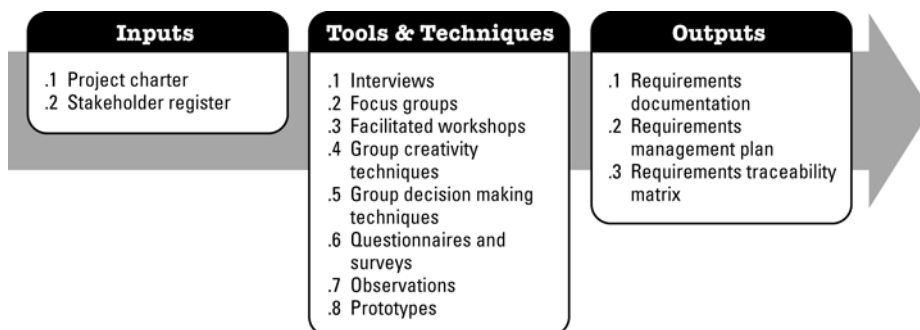 Inputs
.1 Project charter
.2 Stakeholder register
Tools & Techniques
.1 Interviews
.2 Focus groups
.3 Facilitated workshops
.4 Group creativity
techniques
.5 Group decision making
techniques
.6 Questionnaires and
surveys
.7 Observations
.8 Prototypes
Outputs
.1 Requirements
documentation
.2 Requirements
management plan
.3 Requirements traceability
matrix